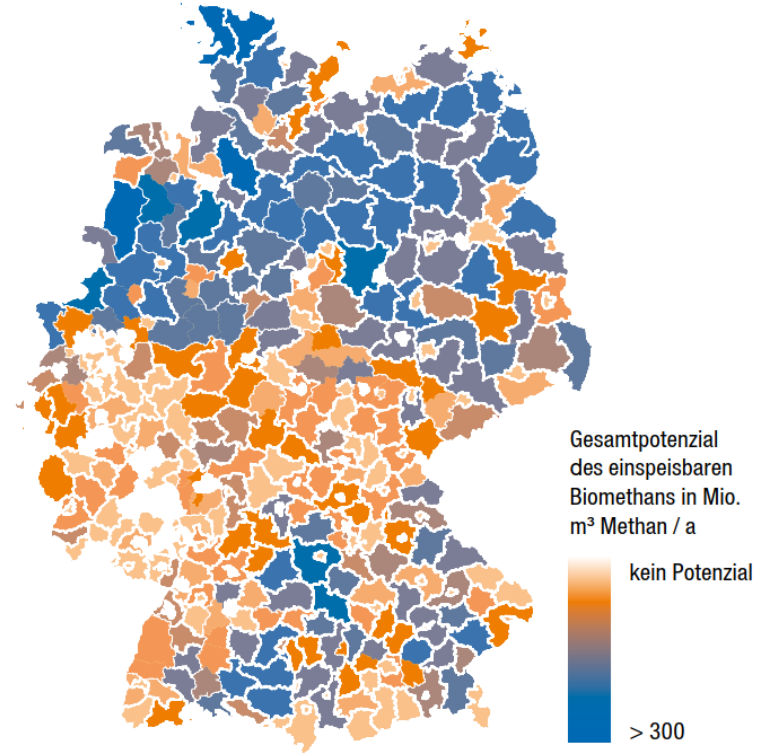 Gesamtpotenzial
des einspeisbaren
Biomethans in Mio.
m³ Methan / a
kein Potenzial
> 300